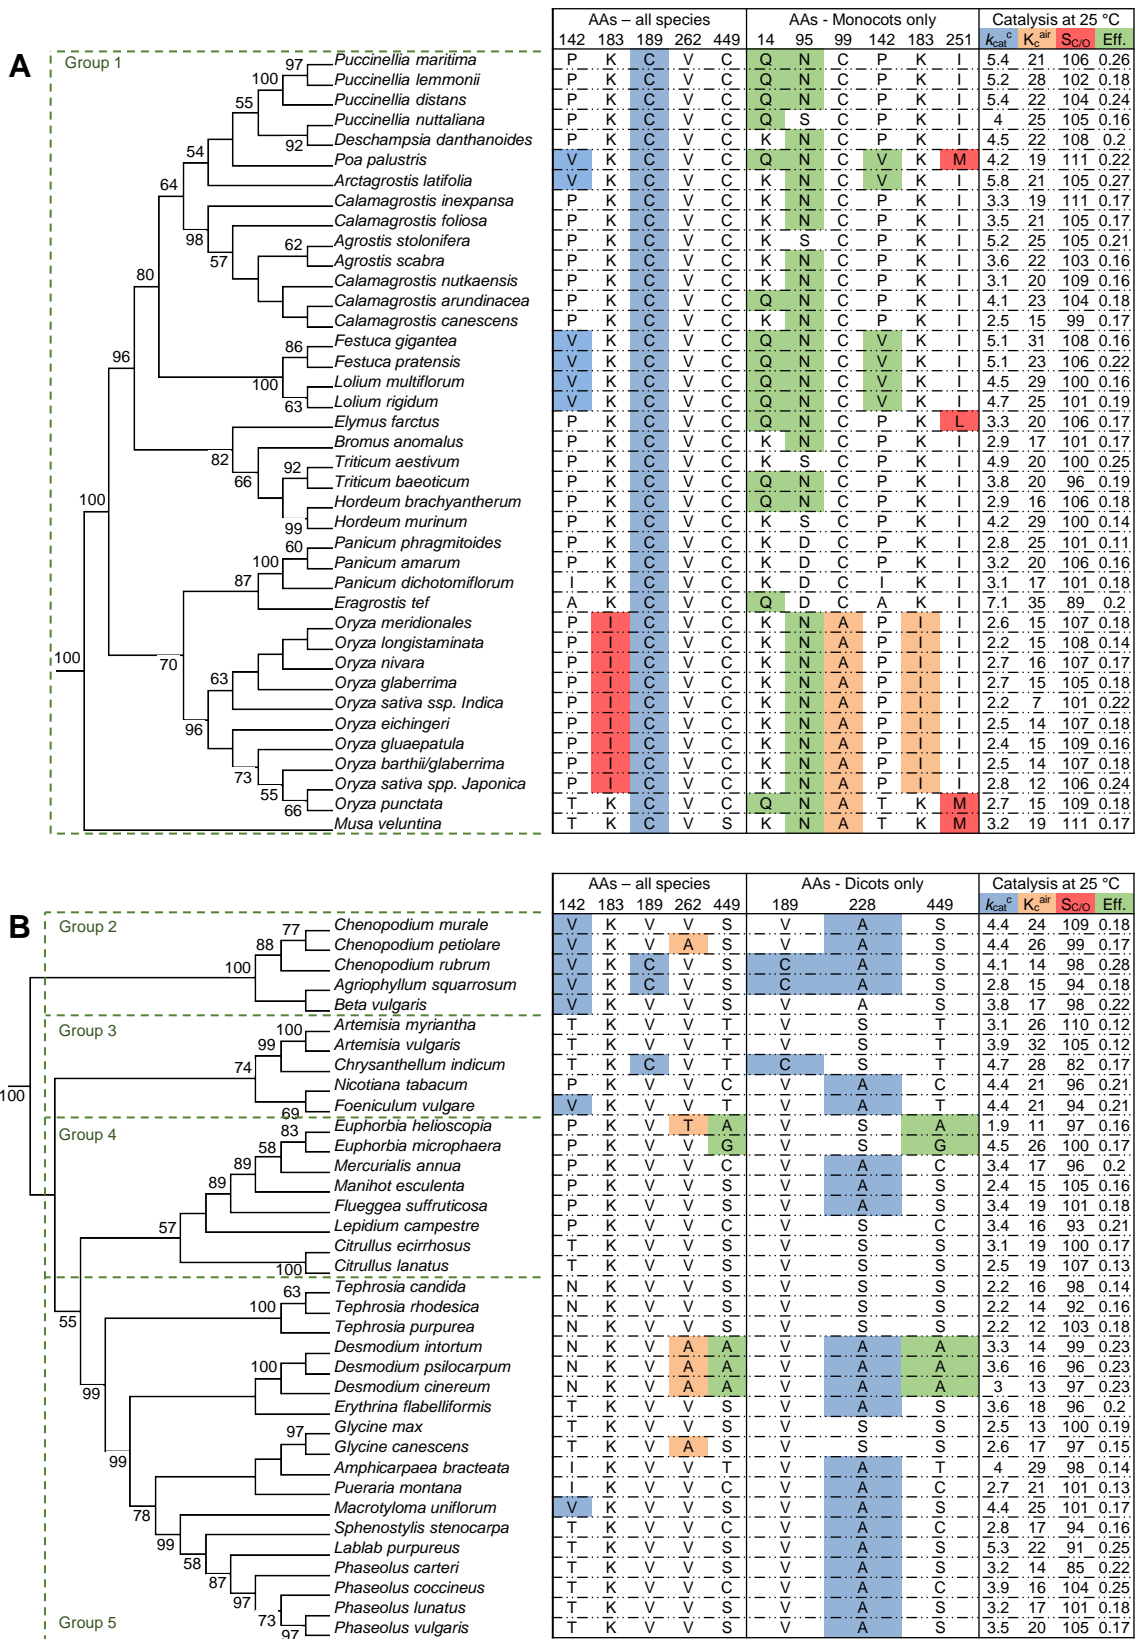 A
Group 1
AAs – all species AAs - Monocots only Catalysis at 25 °C
142 183 189 262 449 14 95 99 142 183 251 kcat^c Kc^air SC/O Eff.
Puccinellia maritima P K C V C Q N C P K I 5.4 21 106 0.26
Puccinellia lemmonii P K C V C Q N C P K I 5.2 28 102 0.18
Puccinellia distans P K C V C Q N C P K I 5.4 22 104 0.24
Puccinellia nuttaliana P K C V C Q S C P K I 4 25 105 0.16
Deschampsia danthanoides P K C V C K N C P K I 4.5 22 108 0.2
Poa palustris V K C V C Q N C V K M 4.2 19 111 0.22
Arctagrostis latifolia V K C V C K N C V K I 5.8 21 105 0.27
Calamagrostis inexpansa P K C V C K N C P K I 3.3 19 111 0.17
Calamagrostis foliosa P K C V C K N C P K I 3.5 21 105 0.17
Agrostis stolonifera P K C V C K S C P K I 5.2 25 105 0.21
Agrostis scabra P K C V C K N C P K I 3.6 22 103 0.16
Calamagrostis nutkaensis P K C V C K N C P K I 3.1 20 109 0.16
Calamagrostis arundinacea P K C V C Q N C P K I 4.1 23 104 0.18
Calamagrostis canescens P K C V C K N C P K I 2.5 15 99 0.17
Festuca gigantea V K C V C Q N C V K I 5.1 31 108 0.16
Festuca pratensis V K C V C Q N C V K I 5.1 23 106 0.22
Lolium multiflorum V K C V C Q N C V K I 4.5 29 100 0.16
Lolium rigidum V K C V C Q N C V K I 4.7 25 101 0.19
Elymus farctus P K C V C Q N C P K L 3.3 20 106 0.17
Bromus anomalus P K C V C K N C P K I 2.9 17 101 0.17
Triticum aestivum P K C V C K S C P K I 4.9 20 100 0.25
Triticum baeoticum P K C V C Q N C P K I 3.8 20 96 0.19
Hordeum brachyantherum P K C V C Q N C P K I 2.9 16 106 0.18
Hordeum murinum P K C V C K S C P K I 4.2 29 100 0.14
Panicum phragmitoides P K C V C K D C P K I 2.8 25 101 0.11
Panicum amarum P K C V C K D C P K I 3.2 20 106 0.16
Panicum dichotomiflorum I K C V C K D C I K I 3.1 17 101 0.18
Eragrostis tef A K C V C Q D C A K I 7.1 35 89 0.2
Oryza meridionales P I C V C K N A P I I 2.6 15 107 0.18
Oryza longistaminata P I C V C K N A P I I 2.2 15 108 0.14
Oryza nivara P I C V C K N A P I I 2.7 16 107 0.17
Oryza glaberrima P I C V C K N A P I I 2.7 15 105 0.18
Oryza sativa ssp. Indica P I C V C K N A P I I 2.2 7 101 0.22
Oryza eichingeri P I C V C K N A P I I 2.5 14 107 0.18
Oryza gluaepatula P I C V C K N A P I I 2.4 15 109 0.16
Oryza barthii/glaberrima P I C V C K N A P I I 2.5 14 107 0.18
Oryza sativa spp. Japonica P I C V C K N A P I I 2.8 12 106 0.24
Oryza punctata T K C V C Q N A T K M 2.7 15 109 0.18
Musa veluntina T K C V S K N A T K M 3.2 19 111 0.17
97
100
55
92
54
64
98
62
57
80
86
96
100
63
82
92
66
100
99
60
100
87
70
100
63
96
73
55
66
B
Group 2
AAs – all species AAs - Dicots only Catalysis at 25 °C
142 183 189 262 449 189 228 449 kcat^c Kc^air SC/O Eff.
Chenopodium murale V K V V S V A S 4.4 24 109 0.18
Chenopodium petiolare V K V A S V A S 4.4 26 99 0.17
Chenopodium rubrum V K C V S C A S 4.1 14 98 0.28
Agriophyllum squarrosum V K C V S C A S 2.8 15 94 0.18
Beta vulgaris V K V V S V A S 3.8 17 98 0.22
Group 3
Artemisia myriantha T K V V T V S T 3.1 26 110 0.12
Artemisia vulgaris T K V V T V S T 3.9 32 105 0.12
Chrysanthellum indicum T K C V T C S T 4.7 28 82 0.17
Nicotiana tabacum P K V V C V A C 4.4 21 96 0.21
Foeniculum vulgare V K V V T V A T 4.4 21 94 0.21
Group 4
Euphorbia helioscopia P K V T A V S A 1.9 11 97 0.16
Euphorbia microphaera P K V V G V S G 4.5 26 100 0.17
Mercurialis annua P K V V C V A C 3.4 17 96 0.2
Manihot esculenta P K V V S V A S 2.4 15 105 0.16
Flueggea suffruticosa P K V V S V A S 3.4 19 101 0.18
Lepidium campestre P K V V C V S C 3.4 16 93 0.21
Citrullus ecirrhosus T K V V S V S S 3.1 19 100 0.17
Citrullus lanatus T K V V S V S S 2.5 19 107 0.13
Tephrosia candida N K V V S V S S 2.2 16 98 0.14
Tephrosia rhodesica N K V V S V S S 2.2 14 92 0.16
Tephrosia purpurea N K V V S V S S 2.2 12 103 0.18
Desmodium intortum N K V A A V A A 3.3 14 99 0.23
Desmodium psilocarpum N K V A A V A A 3.6 16 96 0.23
Desmodium cinereum N K V A A V A A 3 13 97 0.23
Erythrina flabelliformis T K V V S V A S 3.6 18 96 0.2
Glycine max T K V V S V S S 2.5 13 100 0.19
Glycine canescens T K V A S V S S 2.6 17 97 0.15
Amphicarpaea bracteata I K V V T V A T 4 29 98 0.14
Pueraria montana I K V V C V A C 2.7 21 101 0.13
Macrotyloma uniflorum V K V V S V A S 4.4 25 101 0.17
Sphenostylis stenocarpa T K V V C V A C 2.8 17 94 0.16
Lablab purpureus T K V V S V A S 5.3 22 91 0.25
Phaseolus carteri T K V V S V A S 3.2 14 85 0.22
Phaseolus coccineus T K V V C V A C 3.9 16 104 0.25
Phaseolus lunatus T K V V S V A S 3.2 17 101 0.18
Phaseolus vulgaris T K V V S V A S 3.5 20 105 0.17
Group 5
77
88
100
100
99
74
100
69
83
58
89
89
57
100
63
100
55
99
100
99
97
78
99
58
87
97
73
97